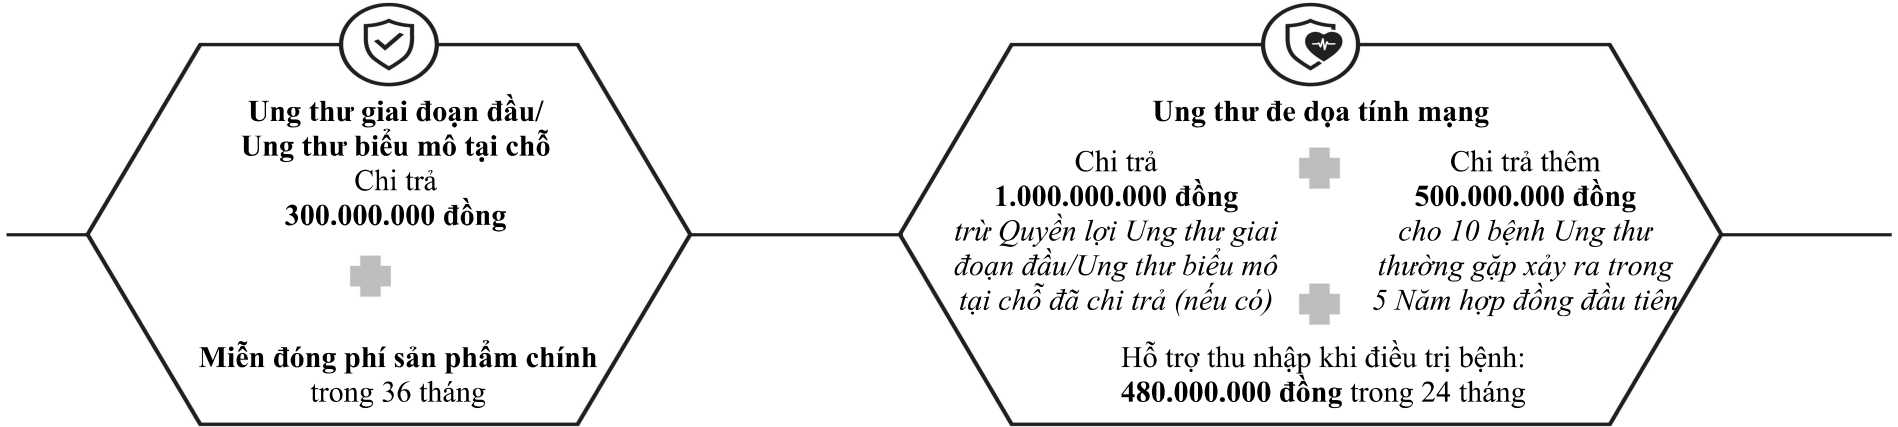 Ung thư giai đoạn đầu/
Ung thư biểu mô tại chỗ
Chi trả
300.000.000 đồng
Miễn đóng phí sản phẩm chính
trong 36 tháng
Ung thư đe dọa tính mạng
Chi trả
1.000.000.000 đồng
trừ Quyền lợi Ung thư giai
đoạn đầu/Ung thư biểu mô
tại chỗ đã chi trả (nếu có)
Chi trả thêm
500.000.000 đồng
cho 10 bệnh Ung thư
thường gặp xảy ra trong
5 Năm hợp đồng đầu tiên
Hỗ trợ thu nhập khi điều trị bệnh:
480.000.000 đồng trong 24 tháng